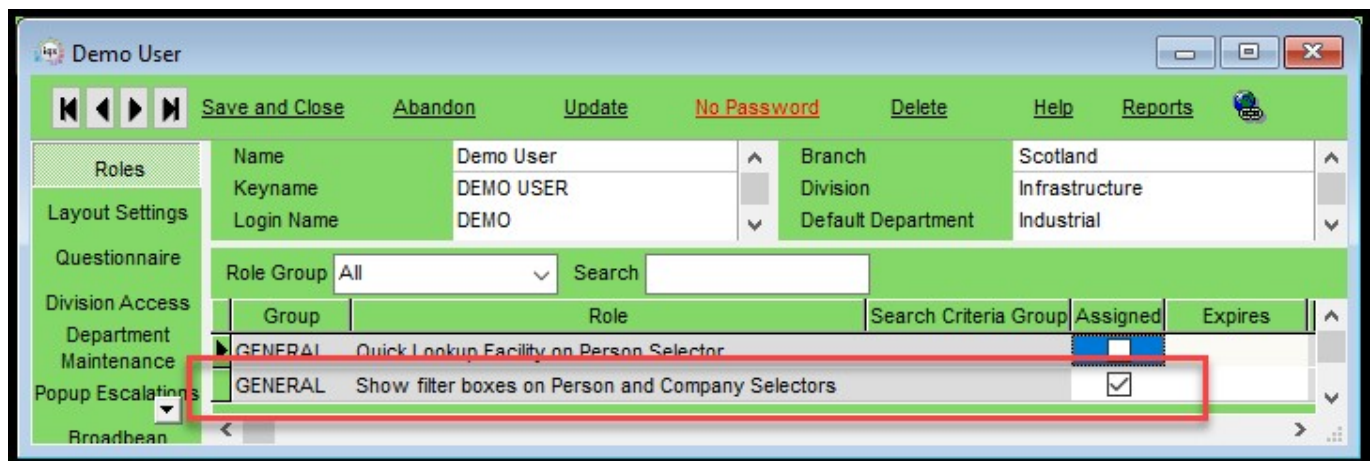 iqx Demo User
Save and Close Abandon Update No Password Delete Help Reports
Roles
Layout Settings
Questionnaire
Division Access
Department
Maintenance
Popup Escalations
Broadbean
Name Demo User
Keyname DEMO USER
Login Name DEMO
Branch Scotland
Division Infrastructure
Default Department Industrial
Role Group All Search
Group Role Search Criteria Group Assigned Expires
GENERAL Quick Lookup Facility on Person Selector
GENERAL Show filter boxes on Person and Company Selectors